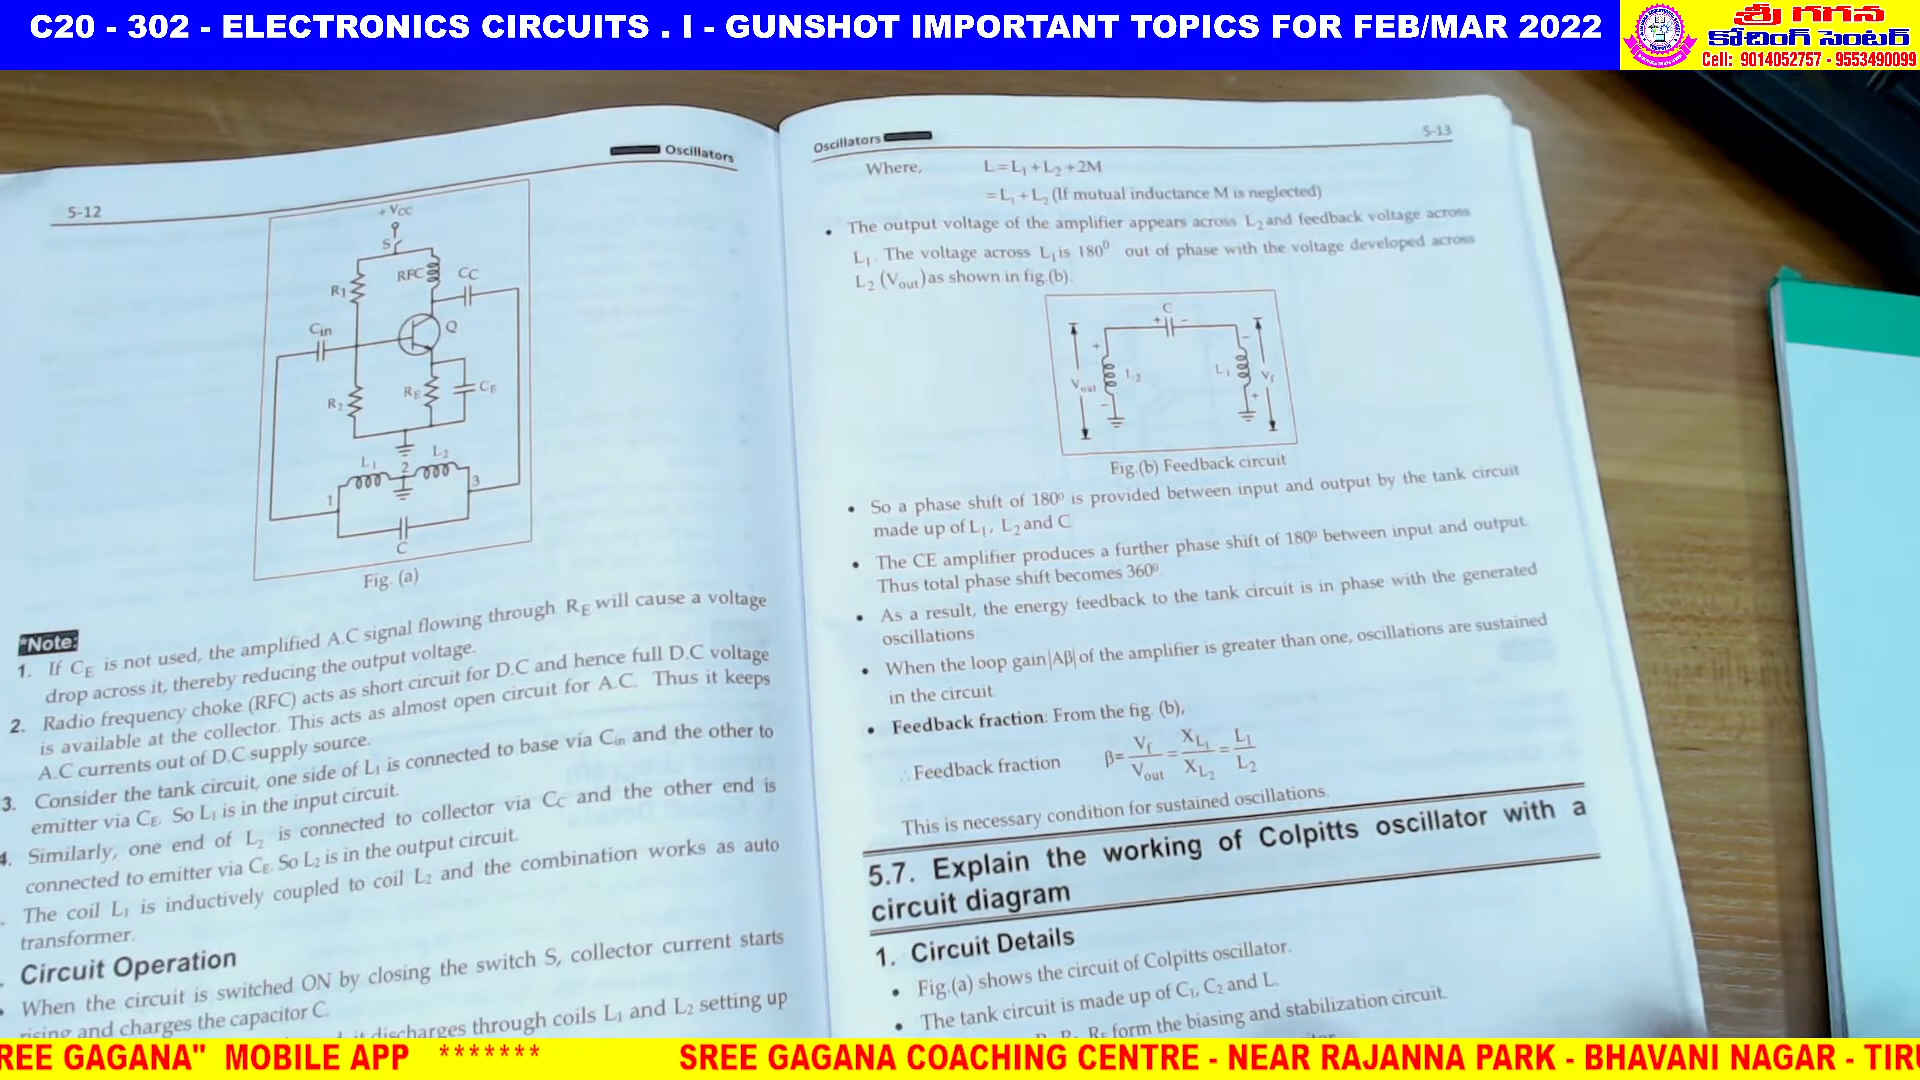 C20 - 302 - ELECTRONICS CIRCUITS . I - GUNSHOT IMPORTANT TOPICS FOR FEB/MAR 2022
శ్రీ గగన
కోచింగ్ సెంటర్
Cell: 9014052757 - 9553490099
Oscillators
5-12
+ VCC
S
RFC
CC
R1
Cin
Q
R2
RE
CE
L1
2
L2
1
3
C
Fig. (a)
*Note:
1. If CE is not used, the amplified A.C signal flowing through RE will cause a voltage
drop across it, thereby reducing the output voltage.
2. Radio frequency choke (RFC) acts as short circuit for D.C and hence full D.C voltage
is available at the collector. This acts as almost open circuit for A.C. Thus it keeps
A.C currents out of D.C supply source.
3. Consider the tank circuit, one side of L1 is connected to base via Cin and the other to
emitter via CE. So L1 is in the input circuit.
4. Similarly, one end of L2 is connected to collector via CC and the other end is
connected to emitter via CE. So L2 is in the output circuit.
The coil L1 is inductively coupled to coil L2 and the combination works as auto
transformer.
Circuit Operation
When the circuit is switched ON by closing the switch S, collector current starts
rising and charges the capacitor C.
it discharges through coils L1 and L2 setting up
Oscillators
5-13
Where, L=L1+L2+2M
=L1+L2 (If mutual inductance M is neglected)
• The output voltage of the amplifier appears across L2 and feedback voltage across
L1. The voltage across L1 is 180⁰ out of phase with the voltage developed across
L2 (Vout) as shown in fig.(b).
C
+ -
+ -
Vout L2 L1 Vf
- +
Fig.(b) Feedback circuit
• So a phase shift of 180⁰ is provided between input and output by the tank circuit
made up of L1, L2 and C
• The CE amplifier produces a further phase shift of 180⁰ between input and output.
Thus total phase shift becomes 360⁰
• As a result, the energy feedback to the tank circuit is in phase with the generated
oscillations
• When the loop gain |Aβ| of the amplifier is greater than one, oscillations are sustained
in the circuit
• Feedback fraction: From the fig. (b),
∴ Feedback fraction β= Vf/Vout = XL1/XL2 = L1/L2
This is necessary condition for sustained oscillations.
5.7. Explain the working of Colpitts oscillator with a
circuit diagram
1. Circuit Details
• Fig.(a) shows the circuit of Colpitts oscillator.
• The tank circuit is made up of C1, C2 and L.
RE form the biasing and stabilization circuit.
REE GAGANA" MOBILE APP ******* SREE GAGANA COACHING CENTRE - NEAR RAJANNA PARK - BHAVANI NAGAR - TIRU